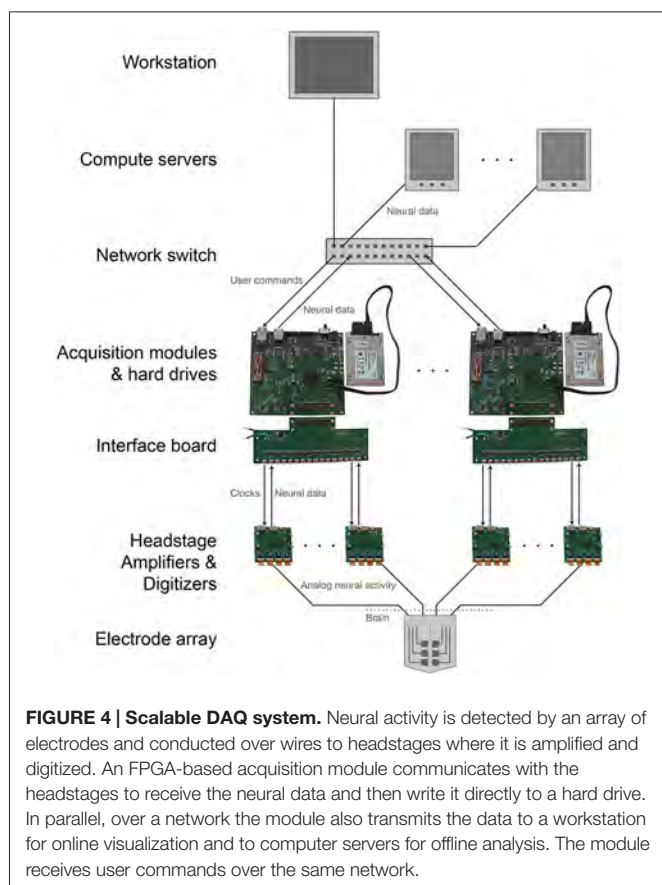 Workstation
Compute servers
Neural data
Network switch
User commands
Neural data
Acquisition modules
& hard drives
Interface board
Clocks
Neural data
Headstage
Amplifiers &
Digitizers
Analog neural activity
Brain
Electrode array
FIGURE 4 | Scalable DAQ system. Neural activity is detected by an array of
electrodes and conducted over wires to headstages where it is amplified and
digitized. An FPGA-based acquisition module communicates with the
headstages to receive the neural data and then write it directly to a hard drive.
In parallel, over a network the module also transmits the data to a workstation
for online visualization and to computer servers for offline analysis. The module
receives user commands over the same network.